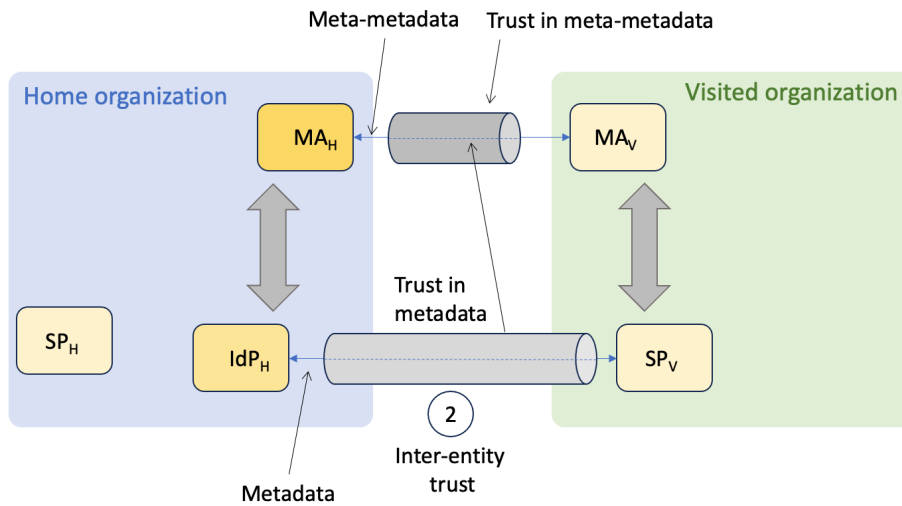 Meta-metadata
Trust in meta-metadata
Home organization
Visited organization
MAH
MAV
Trust in
metadata
SPH
IdPH
SPV
2
Inter-entity
trust
Metadata